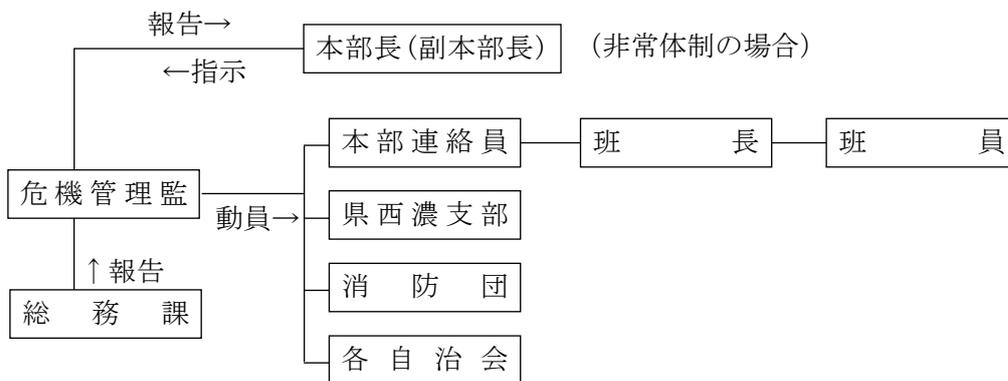 報告→
本部長(副本部長) (非常体制の場合)
←指示
本部連絡員 班長 班員
危機管理監
動員→
県西濃支部
↑報告
消防団
総務課
各自治会